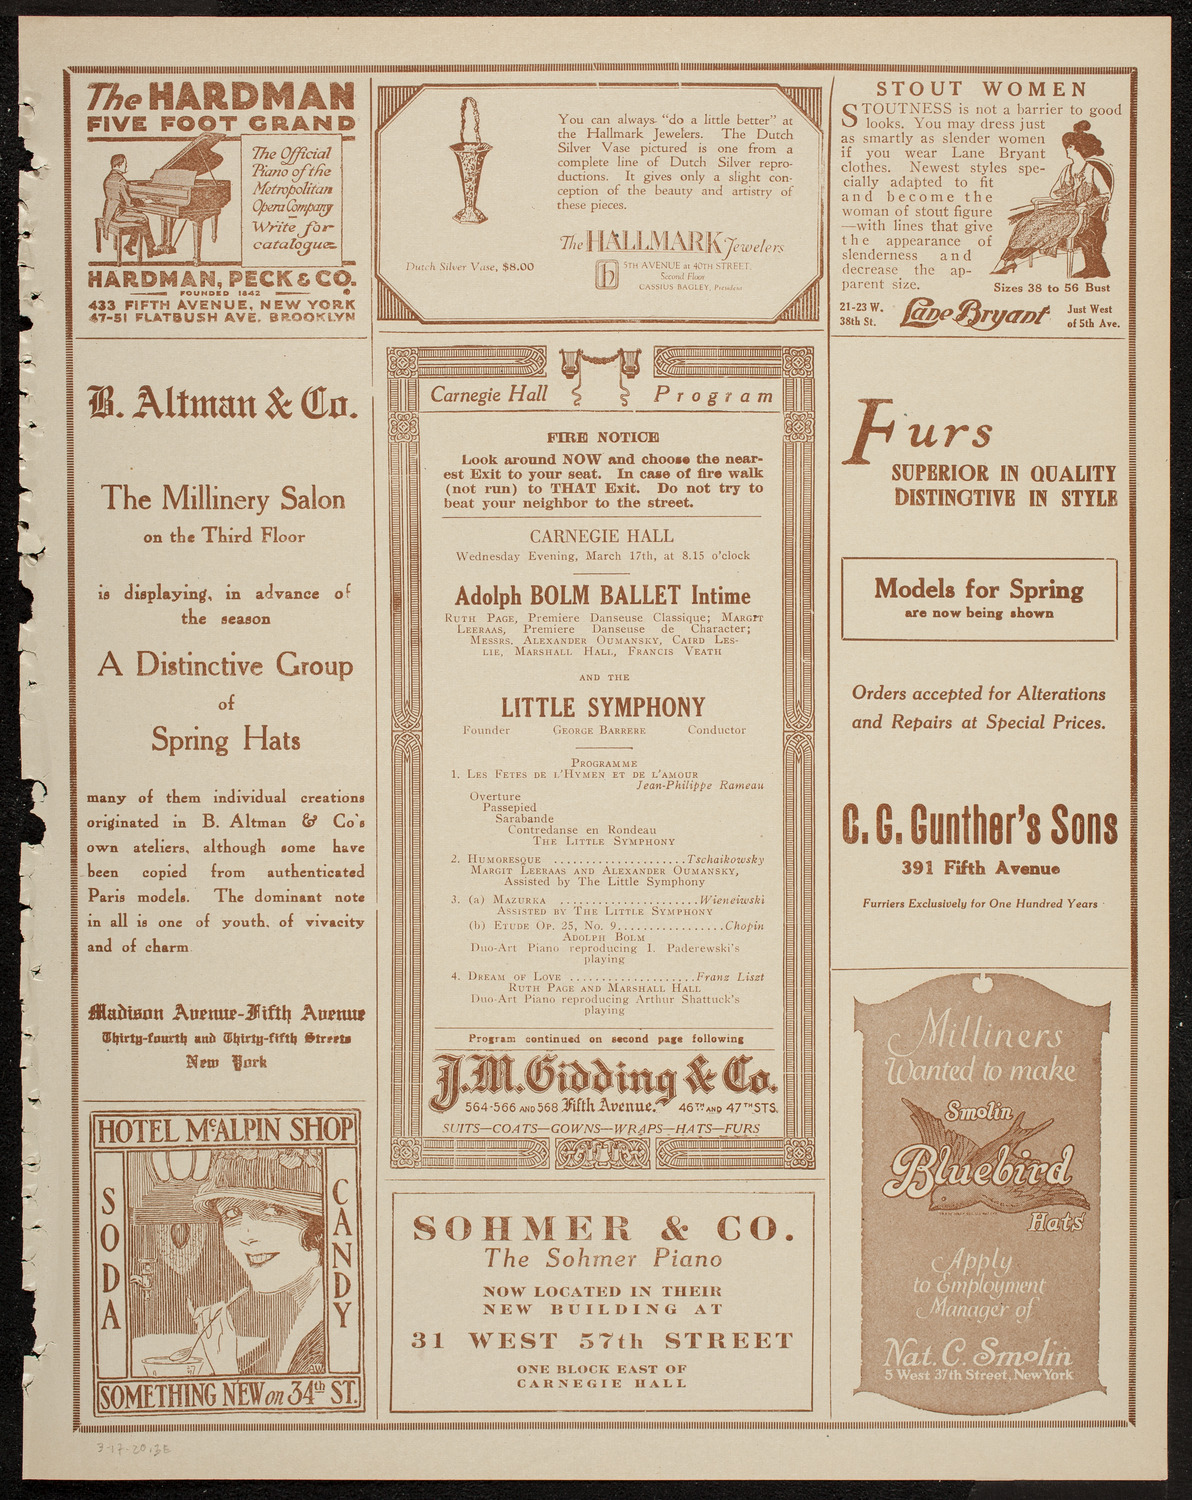 The HARDMAN
FIVE FOOT GRAND
The Official
Piano of the
Metropolitan
Opera Company
Write for
catalogue
HARDMAN, PECK & CO.
FOUNDED 1842
433 FIFTH AVENUE, NEW YORK
47-51 FLATBUSH AVE. BROOKLYN
B. Altman & Co.
The Millinery Salon
on the Third Floor
is displaying, in advance of
the season
A Distinctive Group
of
Spring Hats
many of them individual creations
originated in B. Altman & Co's
own ateliers, although some have
been copied from authenticated
Paris models. The dominant note
in all is one of youth, of vivacity
and of charm
Madison Avenue-Fifth Avenue
Thirty-fourth and Thirty-fifth Streets
New York
HOTEL McALPIN SHOP
SODA
CANDY
AW
SOMETHING NEW on 34th ST.
You can always "do a little better" at
the Hallmark Jewelers. The Dutch
Silver Vase pictured is one from a
complete line of Dutch Silver repro-
ductions. It gives only a slight con-
ception of the beauty and artistry of
these pieces.
The HALLMARK Jewelers
Dutch Silver Vase, $8.00
h
5TH AVENUE at 40TH STREET,
Second Floor
CASSIUS BAGLEY, President
Carnegie Hall Program
FIRE NOTICE
Look around NOW and choose the near-
est Exit to your seat. In case of fire walk
(not run) to THAT Exit. Do not try to
beat your neighbor to the street.
CARNEGIE HALL
Wednesday Evening, March 17th, at 8.15 o'clock
Adolph BOLM BALLET Intime
RUTH PAGE, Premiere Danseuse Classique; MARGIT
LEERAAS, Premiere Danseuse de Character;
MESSRS. ALEXANDER OUMANSKY, CAIRD LES-
LIE, MARSHALL HALL, FRANCIS VEATH
AND THE
LITTLE SYMPHONY
Founder GEORGE BARRERE Conductor
PROGRAMME
1. LES FETES DE L'HYMEN ET DE L'AMOUR
Jean-Philippe Rameau
Overture
Passepied
Sarabande
Contredanse en Rondeau
THE LITTLE SYMPHONY
2. HUMORESQUE .....................Tschaikowsky
MARGIT LEERAAS AND ALEXANDER OUMANSKY,
Assisted by The Little Symphony
3. (a) MAZURKA ......................Wieneiwski
ASSISTED BY THE LITTLE SYMPHONY
(b) ETUDE OP. 25, NO. 9.................Chopin
ADOLPH BOLM
Duo-Art Piano reproducing I. Paderewski's
playing
4. DREAM OF LOVE ....................Franz Liszt
RUTH PAGE AND MARSHALL HALL
Duo-Art Piano reproducing Arthur Shattuck's
playing
Program continued on second page following
J.M. Gidding & Co.
564-566 AND 568 Fifth Avenue. 46TH AND 47TH STS.
SUITS—COATS—GOWNS—WRAPS—HATS—FURS
SOHMER & CO.
The Sohmer Piano
NOW LOCATED IN THEIR
NEW BUILDING AT
31 WEST 57th STREET
ONE BLOCK EAST OF
CARNEGIE HALL
STOUT WOMEN
STOUTNESS is not a barrier to good
looks. You may dress just
as smartly as slender women
if you wear Lane Bryant
clothes. Newest styles spe-
cially adapted to fit
and become the
woman of stout figure
—with lines that give
the appearance of
slenderness and
decrease the ap-
parent size.
Sizes 38 to 56 Bust
21-23 W.
38th St.
Lane Bryant
Just West
of 5th Ave.
Furs
SUPERIOR IN QUALITY
DISTINCTIVE IN STYLE
Models for Spring
are now being shown
Orders accepted for Alterations
and Repairs at Special Prices.
C. G. Gunther's Sons
391 Fifth Avenue
Furriers Exclusively for One Hundred Years
Milliners
Wanted to make
Smolin
Bluebird
Hats
Apply
to Employment
Manager of
Nat. C. Smolin
5 West 37th Street, New York
3-17-20.3E